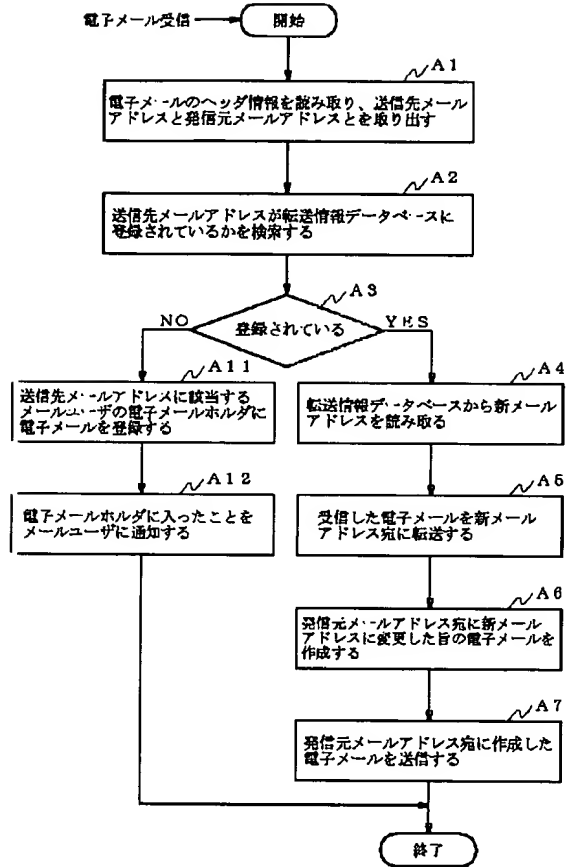 電子メール受信
開始
A1
電子メールのヘッダ情報を読み取り、送信先メール
アドレスと発信元メールアドレスとを取り出す
A2
送信先メールアドレスが転送情報データベースに
登録されているかを検索する
A3
登録されている
NO
YES
A11
送信先メールアドレスに該当する
メールユーザの電子メールホルダに
電子メールを登録する
A12
電子メールホルダに入ったことを
メールユーザに通知する
A4
転送情報データベースから新メール
アドレスを読み取る
A5
受信した電子メールを新メール
アドレス宛に転送する
A6
発信元メールアドレス宛に新メール
アドレスに変更した旨の電子メールを
作成する
A7
発信元メールアドレス宛に作成した
電子メールを送信する
終了